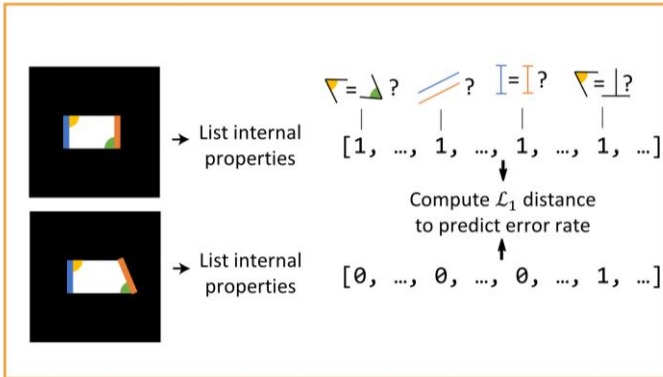 = ? ? = ? = ?
List internal
properties
[1, …, 1, …, 1, …, 1, …]
Compute ℒ₁ distance
to predict error rate
List internal
properties
[0, …, 0, …, 0, …, 1, …]